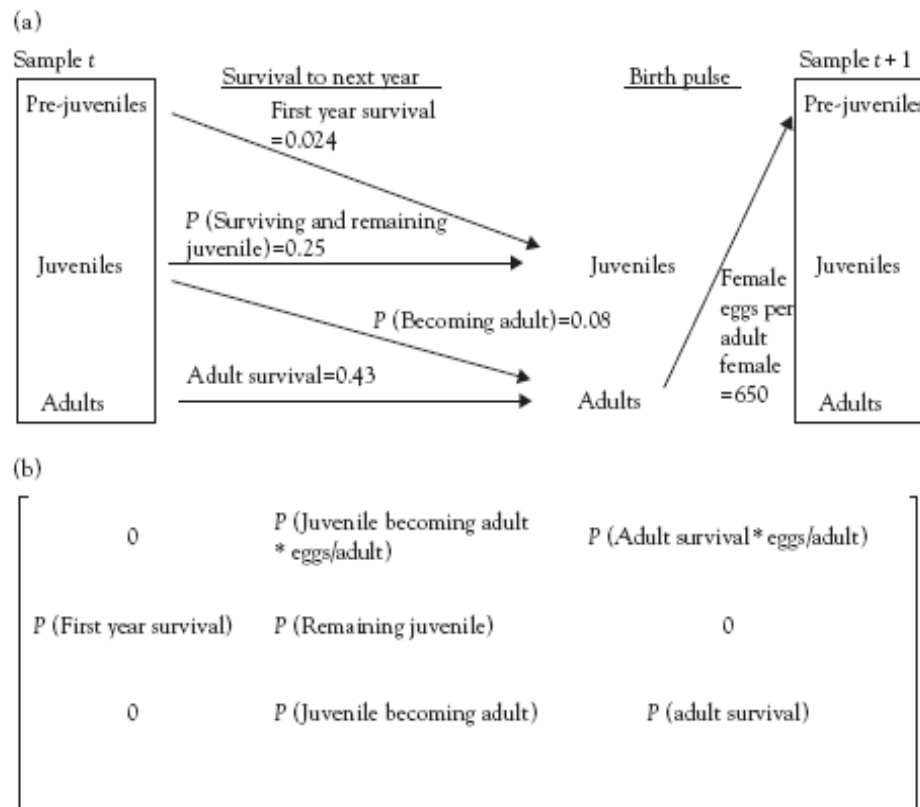 (a)
Sample t
Survival to next year
Birth pulse
Sample t + 1
Pre-juveniles
First year survival
=0.024
Pre-juveniles
P (Surviving and remaining
juvenile)=0.25
Juveniles
Juveniles
Juveniles
P (Becoming adult)=0.08
Female
eggs per
adult
female
=650
Adult survival=0.43
Adults
Adults
Adults
(b)
0
P (Juvenile becoming adult
* eggs/adult)
P (Adult survival * eggs/adult)
P (First year survival)
P (Remaining juvenile)
0
0
P (Juvenile becoming adult)
P (adult survival)